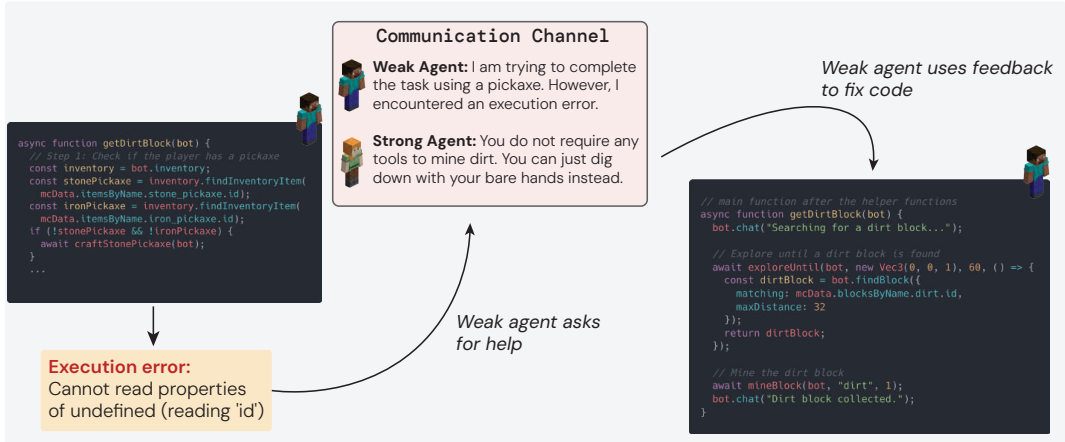 Communication Channel
Weak Agent: I am trying to complete
the task using a pickaxe. However, I
encountered an execution error.
Strong Agent: You do not require any
tools to mine dirt. You can just dig
down with your bare hands instead.
Weak agent uses feedback
to fix code
async function getDirtBlock(bot) {
// Step 1: Check if the player has a pickaxe
const inventory = bot.inventory;
const stonePickaxe = inventory.findInventoryItem(
mcData.itemsByName.stone_pickaxe.id);
const ironPickaxe = inventory.findInventoryItem(
mcData.itemsByName.iron_pickaxe.id);
if (!stonePickaxe && !ironPickaxe) {
await craftStonePickaxe(bot);
}
...
Execution error:
Cannot read properties
of undefined (reading 'id')
Weak agent asks
for help
// main function after the helper functions
async function getDirtBlock(bot) {
bot.chat("Searching for a dirt block...");
// Explore until a dirt block is found
await exploreUntil(bot, new Vec3(0, 0, 1), 60, () => {
const dirtBlock = bot.findBlock({
matching: mcData.blocksByName.dirt.id,
maxDistance: 32
});
return dirtBlock;
});
// Mine the dirt block
await mineBlock(bot, "dirt", 1);
bot.chat("Dirt block collected.");
}